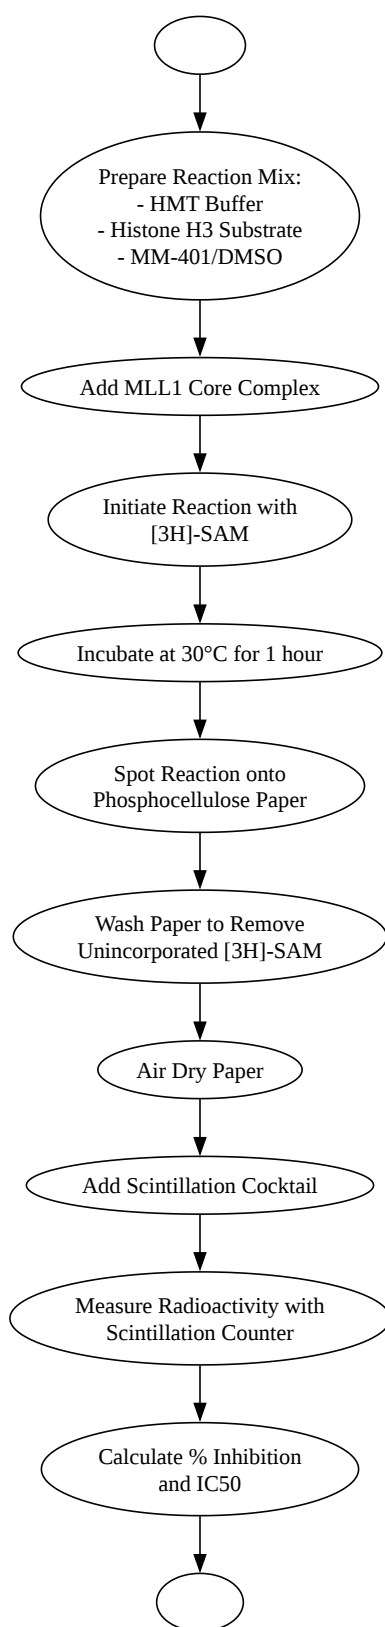 Prepare Reaction Mix:
- HMT Buffer
- Histone H3 Substrate
- MM-401/DMSO
Add MLL1 Core Complex
Initiate Reaction with
[3H]-SAM
Incubate at 30°C for 1 hour
Spot Reaction onto
Phosphocellulose Paper
Wash Paper to Remove
Unincorporated [3H]-SAM
Air Dry Paper
Add Scintillation Cocktail
Measure Radioactivity with
Scintillation Counter
Calculate % Inhibition
and IC50